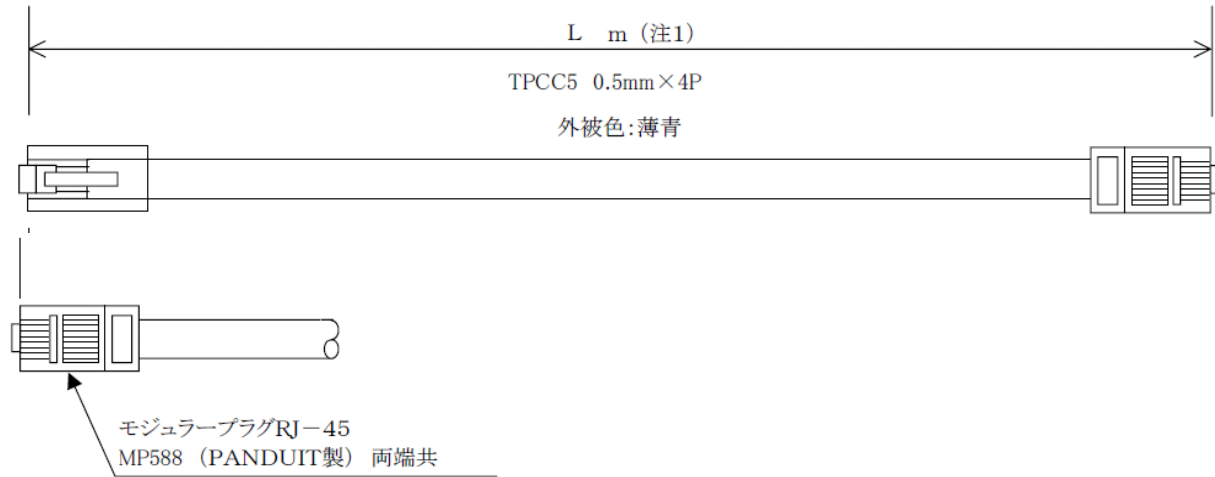 L m (注1)
TPCC5 0.5mm×4P
外被色:薄青
モジュラープラグRJ-45
MP588 (PANDUIT製) 両端共